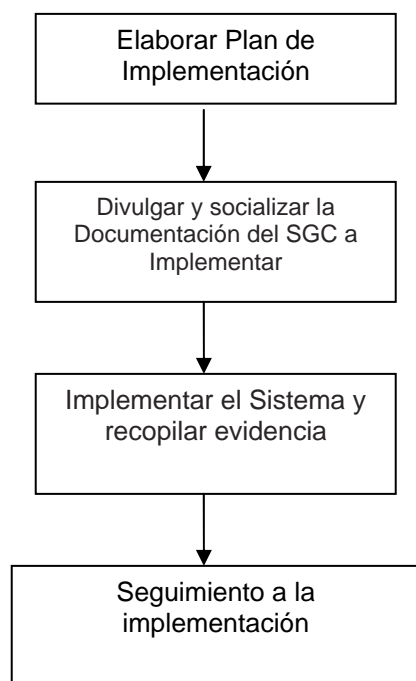 Elaborar Plan de
Implementación
Divulgar y socializar la
Documentación del SGC a
Implementar
Implementar el Sistema y
recopilar evidencia
Seguimiento a la
implementación